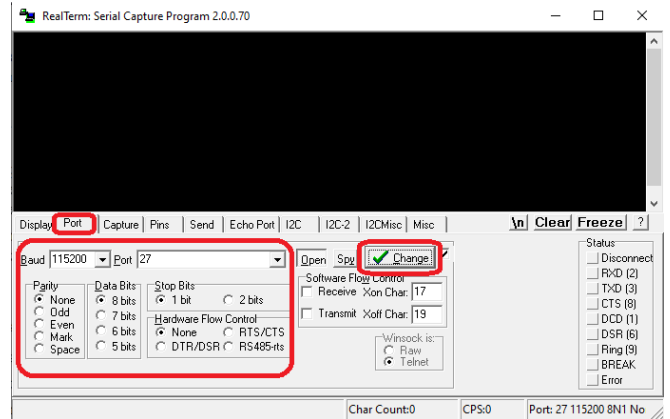 RealTerm: Serial Capture Program 2.0.0.70
Display Port Capture Pins Send Echo Port I2C I2C-2 I2CMisc Misc \n Clear Freeze ?
Baud 115200 Port 27 Open Spy Change
Parity
None
Odd
Even
Mark
Space
Data Bits
8 bits
7 bits
6 bits
5 bits
Stop Bits
1 bit 2 bits
Hardware Flow Control
None RTS/CTS
DTR/DSR RS485-rts
Software Flow Control
Receive Xon Char: 17
Transmit Xoff Char: 19
Winsock is:
Raw
Telnet
Status
Disconnect
RXD (2)
TXD (3)
CTS (8)
DCD (1)
DSR (6)
Ring (9)
BREAK
Error
Char Count:0 CPS:0 Port: 27 115200 8N1 No